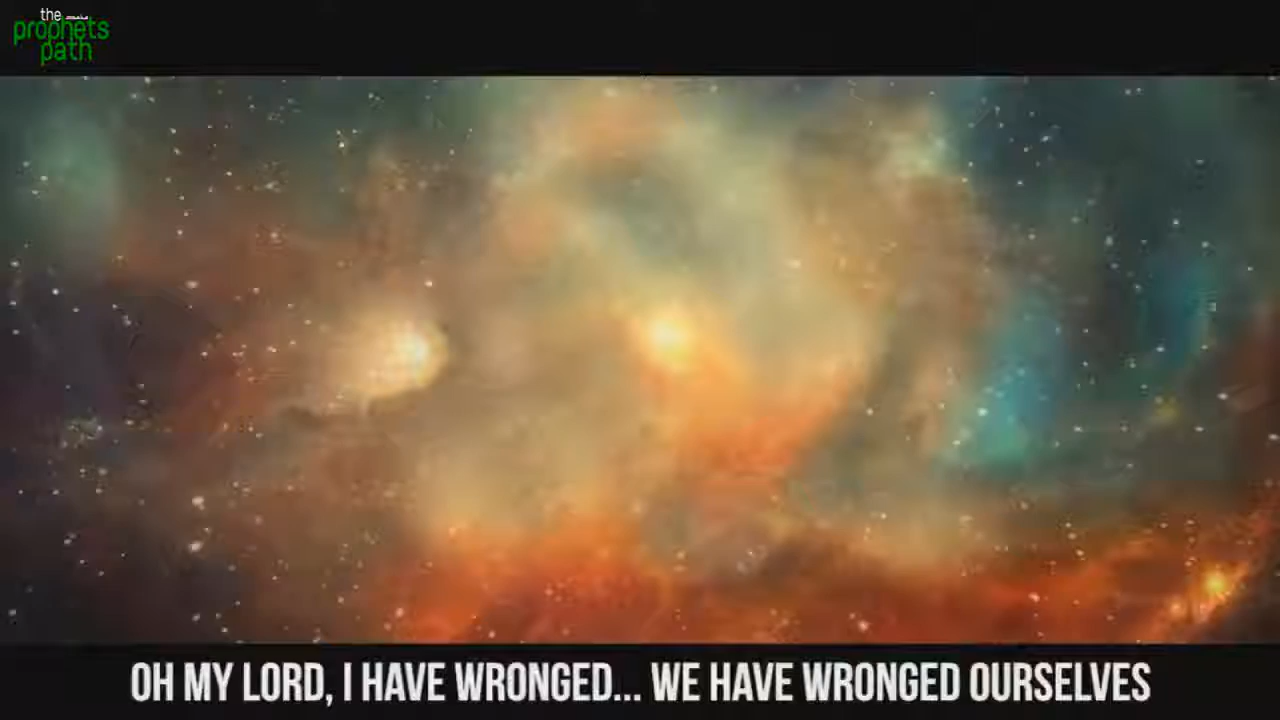 the
prophets
path
OH MY LORD, I HAVE WRONGED... WE HAVE WRONGED OURSELVES